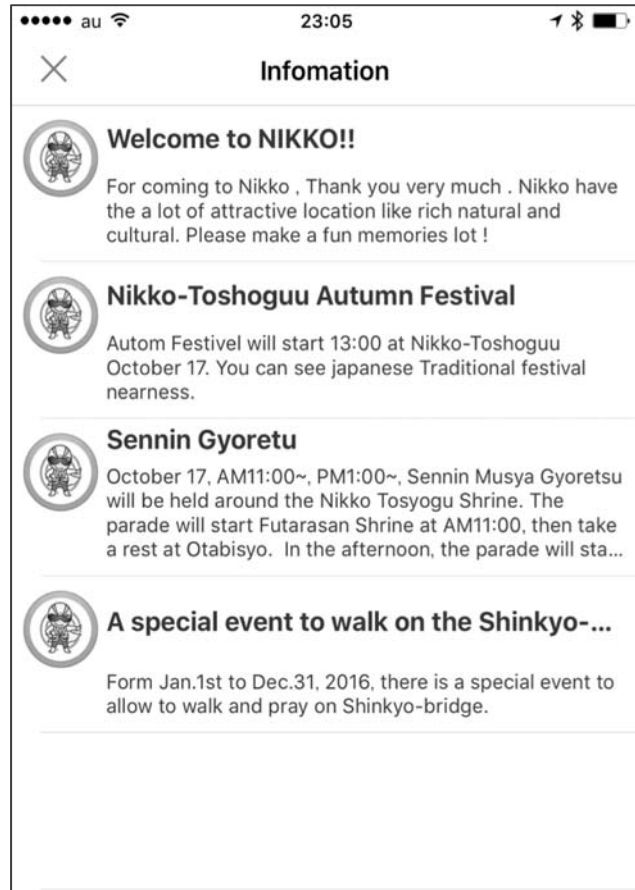 ●●●●● au 23:05
Infomation
Welcome to NIKKO!!
For coming to Nikko , Thank you very much . Nikko have
the a lot of attractive location like rich natural and
cultural. Please make a fun memories lot !
Nikko-Toshoguu Autumn Festival
Autom Festivel will start 13:00 at Nikko-Toshoguu
October 17. You can see japanese Traditional festival
nearness.
Sennin Gyoretu
October 17, AM11:00~, PM1:00~, Sennin Musya Gyoretsu
will be held around the Nikko Tosyogu Shrine. The
parade will start Futarasan Shrine at AM11:00, then take
a rest at Otabisyo.  In the afternoon, the parade will sta...
A special event to walk on the Shinkyo-...
Form Jan.1st to Dec.31, 2016, there is a special event to
allow to walk and pray on Shinkyo-bridge.